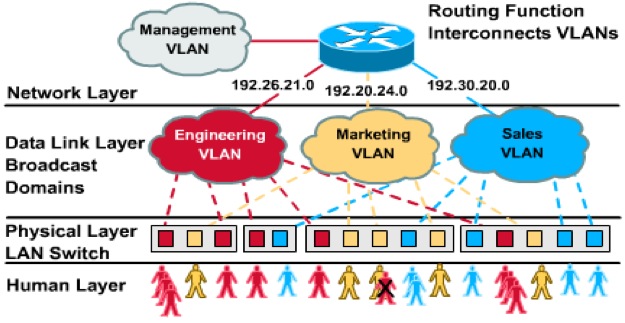 Management
VLAN
Routing Function
Interconnects VLANs
192.26.21.0
192.20.24.0
192.30.20.0
Network Layer
Data Link Layer
Broadcast
Domains
Engineering
VLAN
Marketing
VLAN
Sales
VLAN
Physical Layer
LAN Switch
Human Layer
X